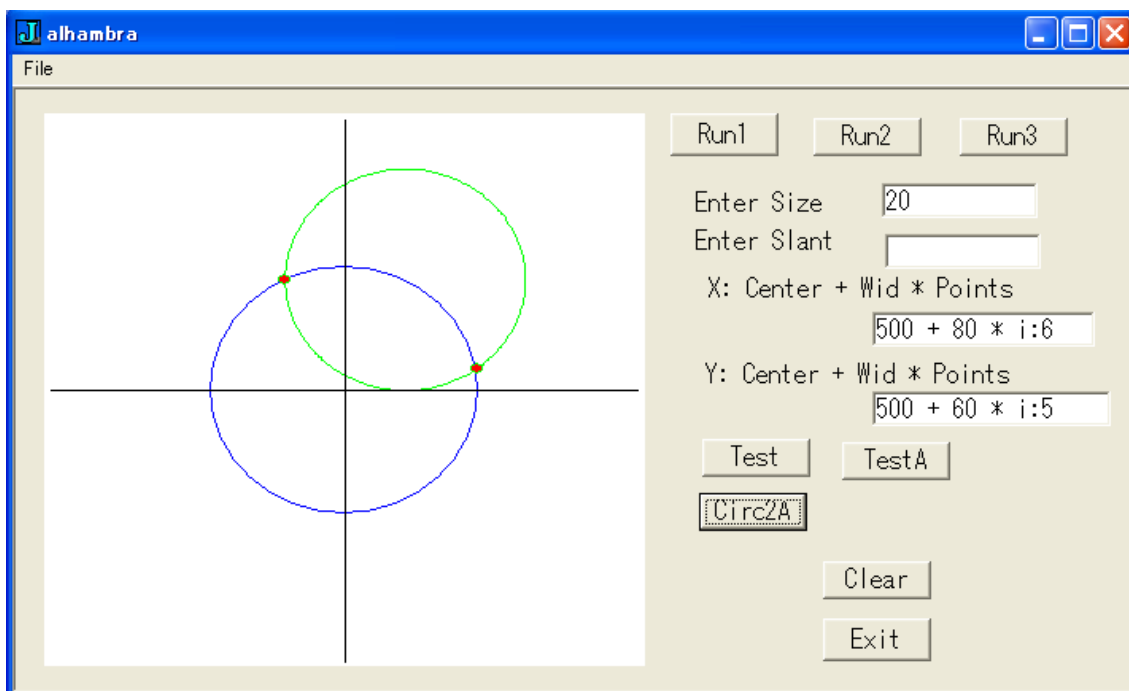 alhambra
File
Run1 Run2 Run3
Enter Size 20
Enter Slant
X: Center + Wid * Points
500 + 80 * i:6
Y: Center + Wid * Points
500 + 60 * i:5
Test TestA
Circ2A
Clear
Exit